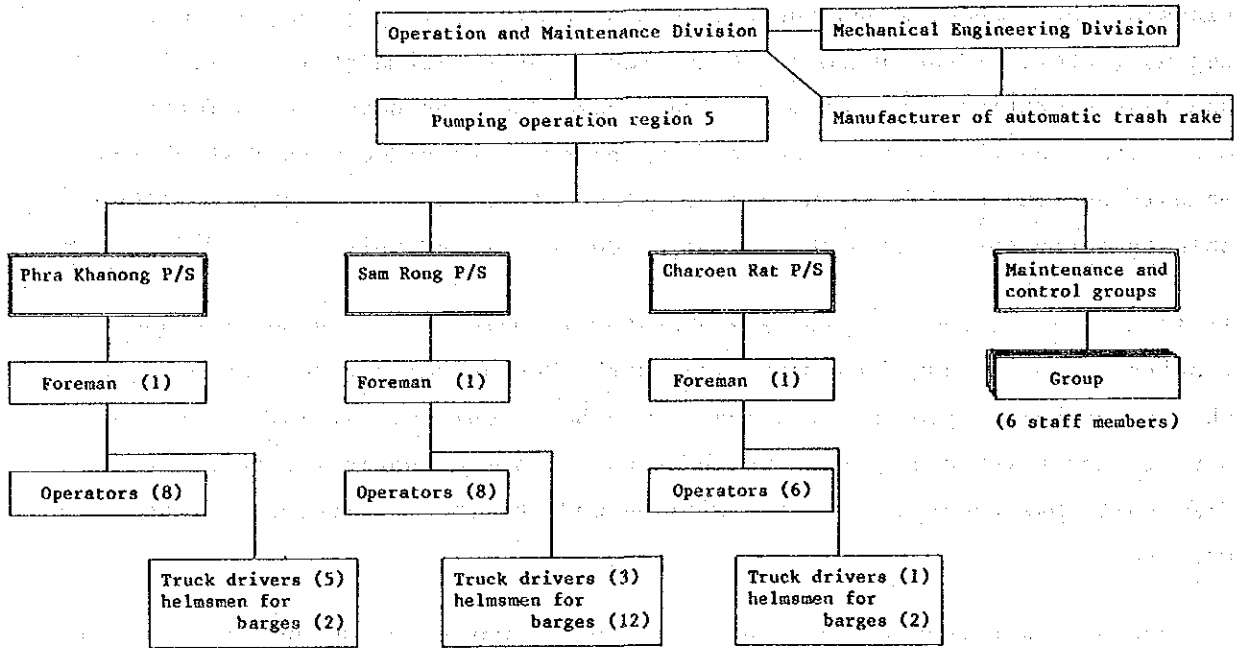 Operation and Maintenance Division
Mechanical Engineering Division
Pumping operation region 5
Manufacturer of automatic trash rake
Phra Khanong P/S
Sam Rong P/S
Charoen Rat P/S
Maintenance and
control groups
Foreman (1)
Foreman (1)
Foreman (1)
Group
(6 staff members)
Operators (8)
Operators (8)
Operators (6)
Truck drivers (5)
helmsmen for
barges (2)
Truck drivers (3)
helmsmen for
barges (12)
Truck drivers (1)
helmsmen for
barges (2)